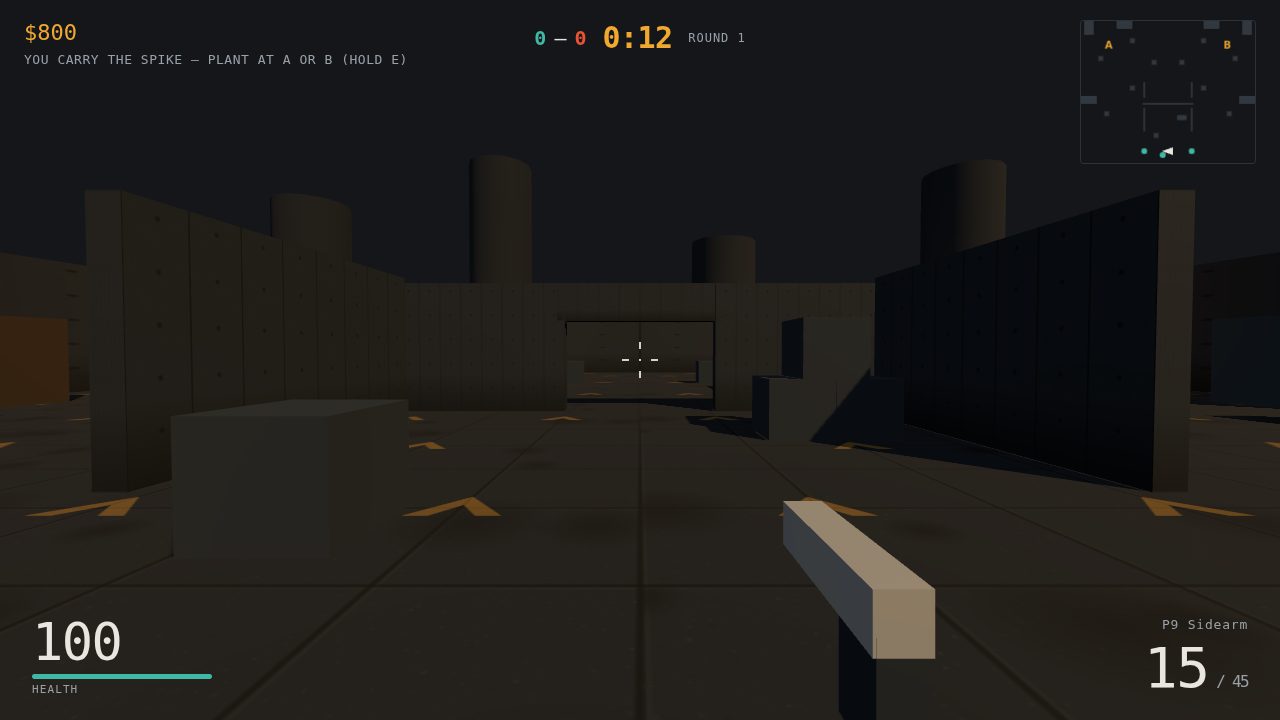 $800
YOU CARRY THE SPIKE — PLANT AT A OR B (HOLD E)
0 — 0 0:12 ROUND 1
A B
100
HEALTH
P9 Sidearm
15 / 45